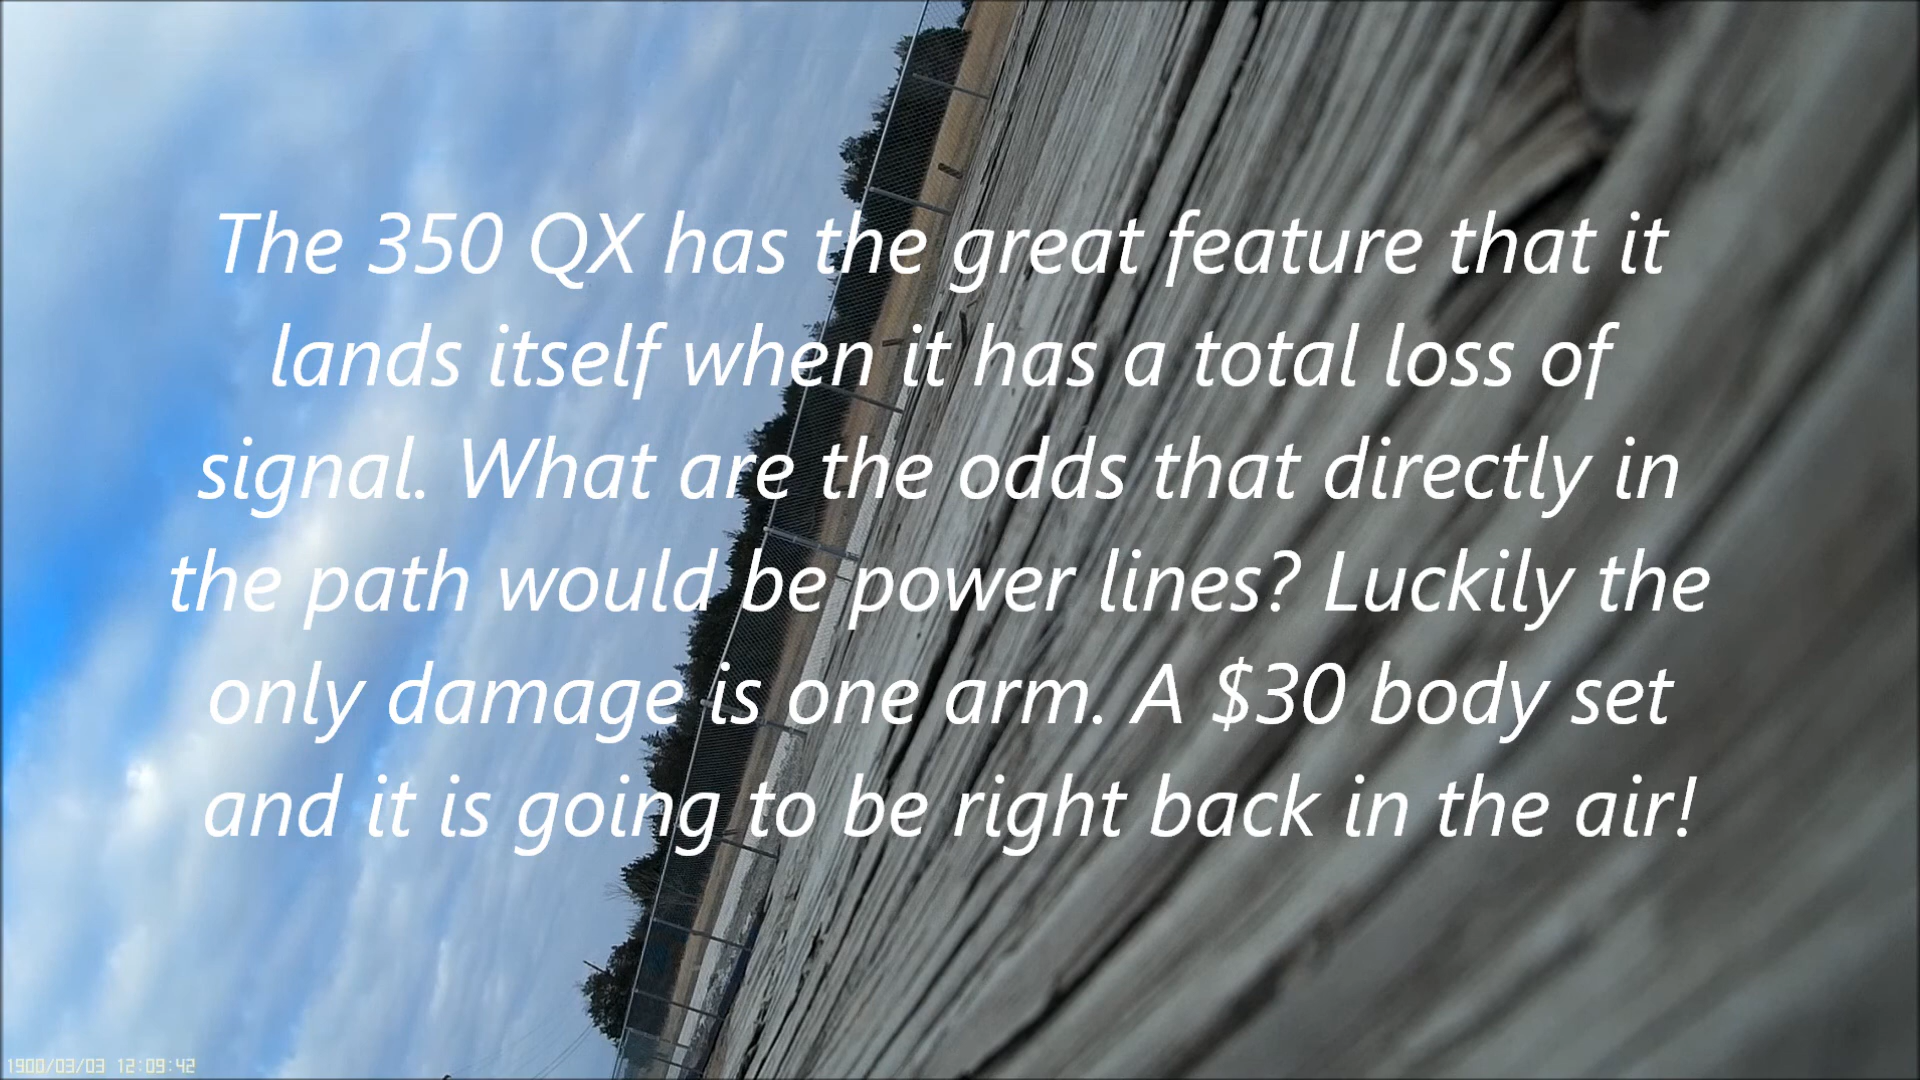 The 350 QX has the great feature that it
lands itself when it has a total loss of
signal. What are the odds that directly in
the path would be power lines? Luckily the
only damage is one arm. A $30 body set
and it is going to be right back in the air!
1900/03/03 12:09:42